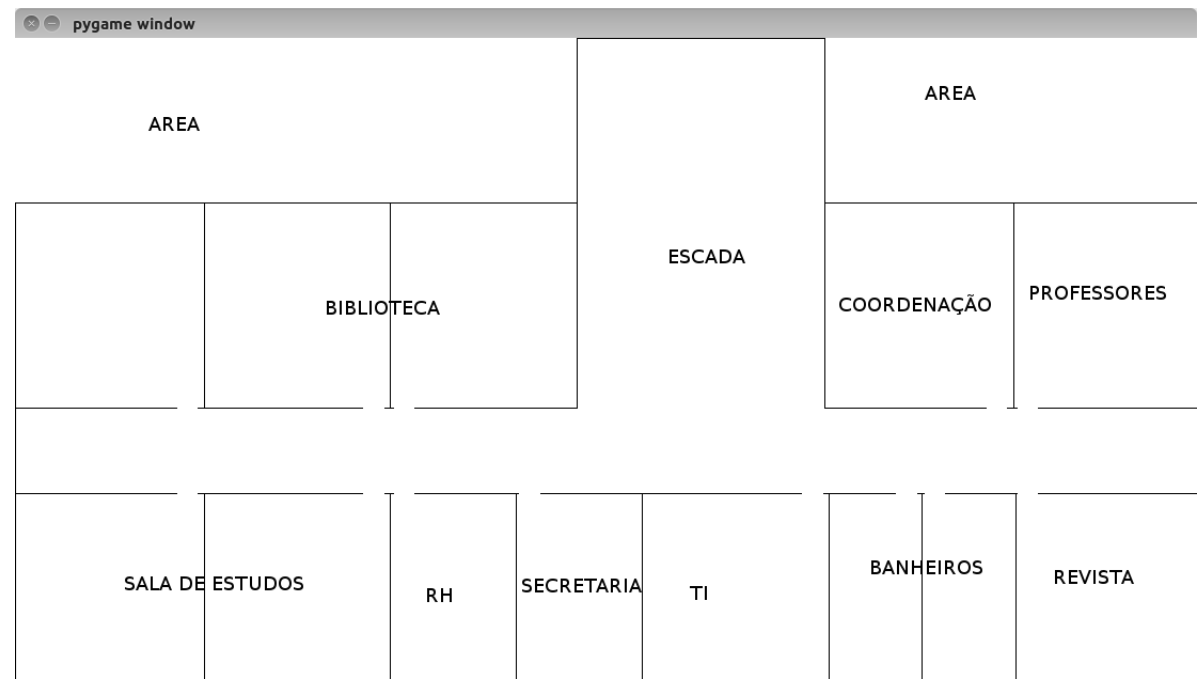 pygame window
AREA
AREA
ESCADA
BIBLIOTECA
COORDENAÇÃO
PROFESSORES
SALA DE ESTUDOS
RH
SECRETARIA
TI
BANHEIROS
REVISTA